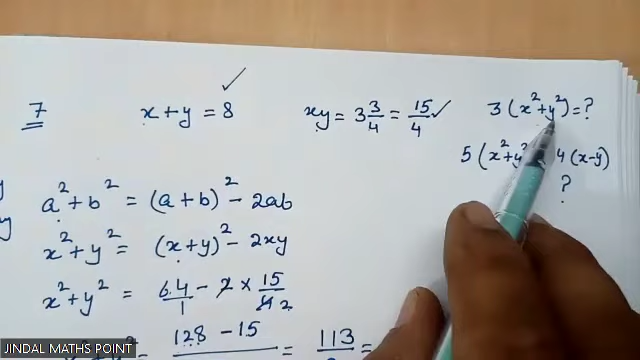 7 x + y = 8 ✓ xy = 3 3/4 = 15/4 ✓ 3 (x² + y²) = ?
5 (x² + y² 4 (x - y)
?
a² + b² = (a + b)² - 2ab
x² + y² = (x + y)² - 2xy
x² + y² = 64/1 - 2 × 15/4 2
128 - 15 = 113 =
JINDAL MATHS POINT